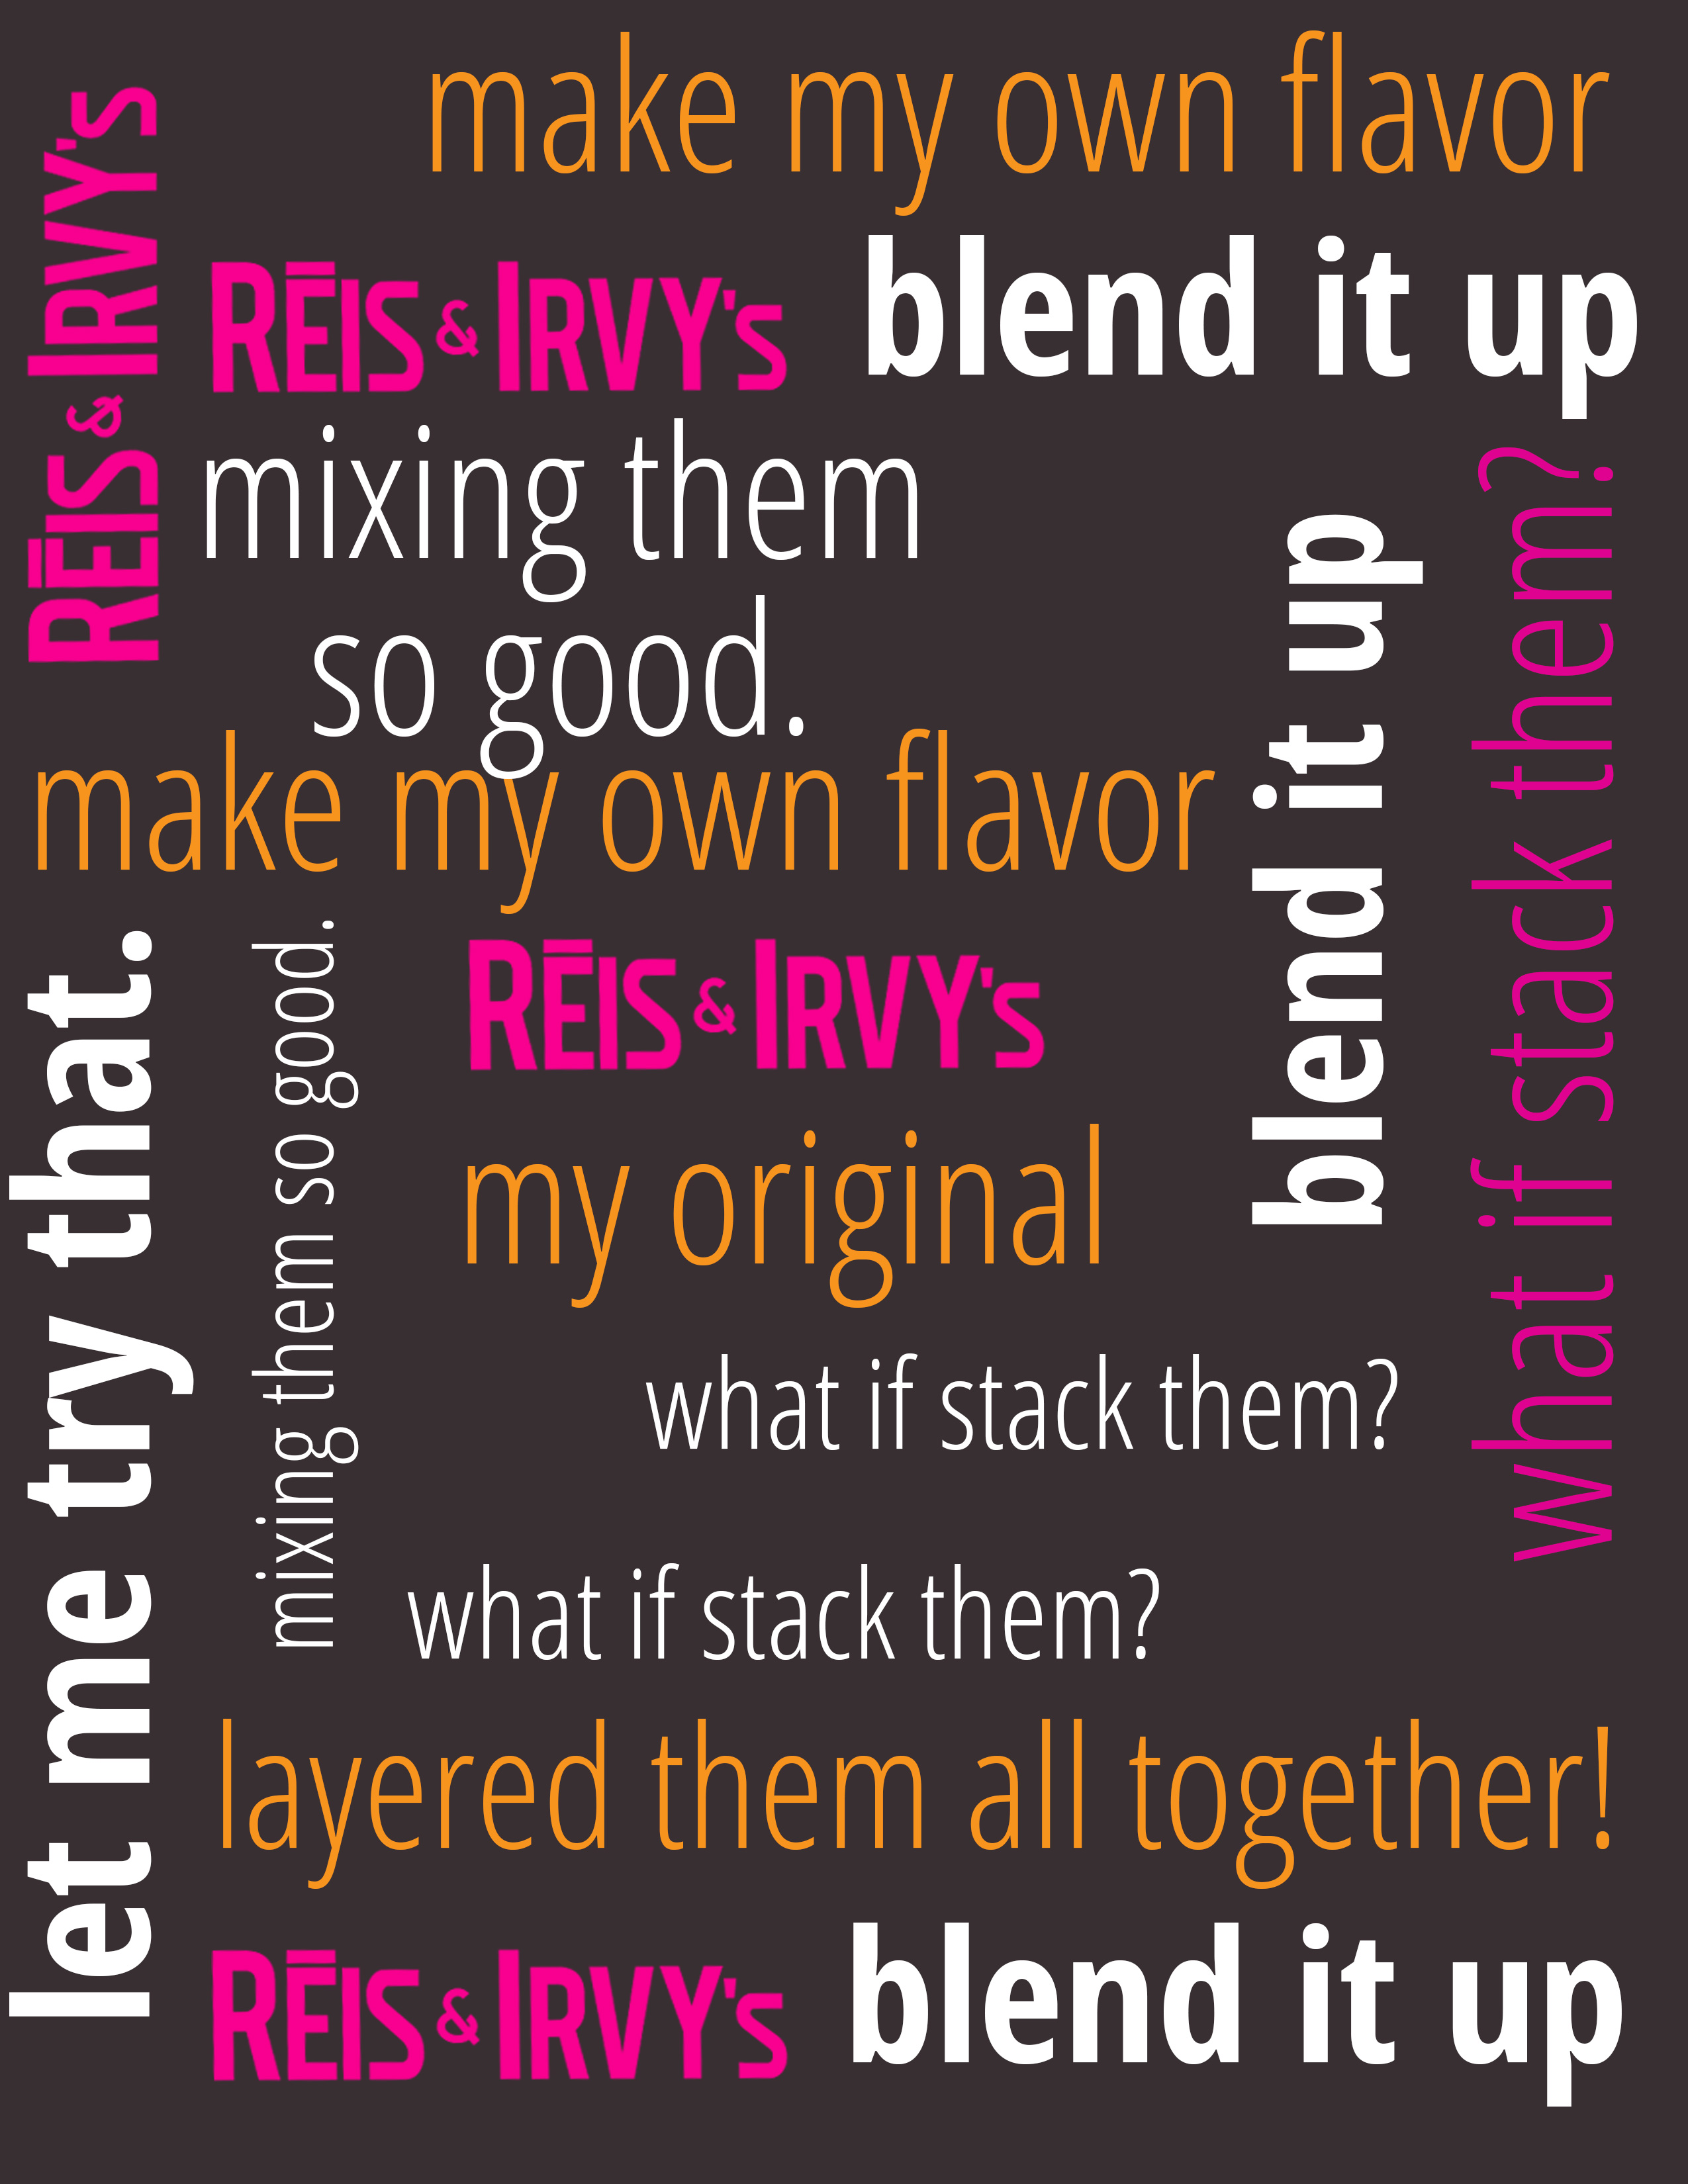 make my own flavor
RĒIS & IRVY's
RĒIS & IRVY's
blend it up
mixing them
so good.
make my own flavor
blend it up
what if stack them?
let me try that.
mixing them so good.
RĒIS & IRVY's
my original
what if stack them?
what if stack them?
layered them all together!
RĒIS & IRVY's
blend it up